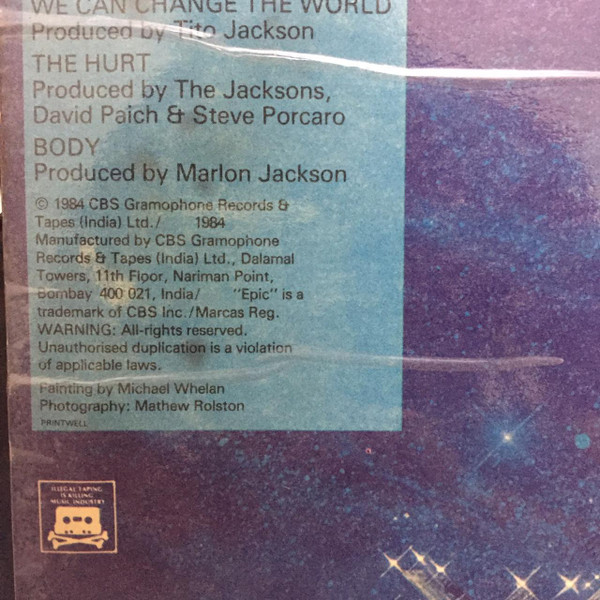 WE CAN CHANGE THE WORLD
Produced by Tito Jackson
THE HURT
Produced by The Jacksons,
David Paich & Steve Porcaro
BODY
Produced by Marlon Jackson
© 1984 CBS Gramophone Records &
Tapes (India) Ltd./ 1984
Manufactured by CBS Gramophone
Records & Tapes (India) Ltd., Dalamal
Towers, 11th Floor, Nariman Point,
Bombay 400 021, India/ "Epic" is a
trademark of CBS Inc./Marcas Reg.
WARNING: All-rights reserved.
Unauthorised duplication is a violation
of applicable laws.
Painting by Michael Whelan
Photography: Mathew Rolston
PRINTWELL
ILLEGAL TAPING
IS KILLING
MUSIC INDUSTRY